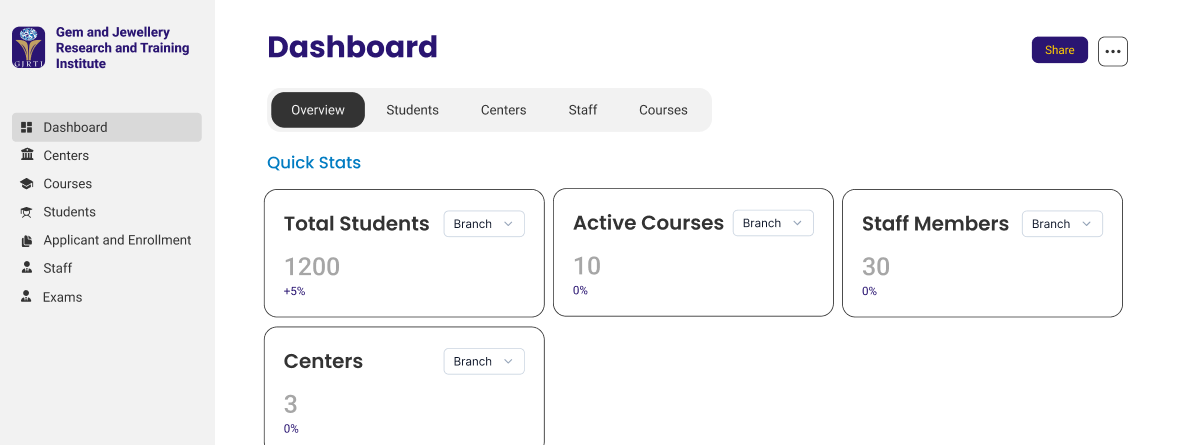 Gem and Jewellery
Research and Training
Institute
GJRTI
Dashboard
Centers
Courses
Students
Applicant and Enrollment
Staff
Exams
Dashboard
Share
Overview Students Centers Staff Courses
Quick Stats
Total Students Branch
1200
+5%
Active Courses Branch
10
0%
Staff Members Branch
30
0%
Centers Branch
3
0%